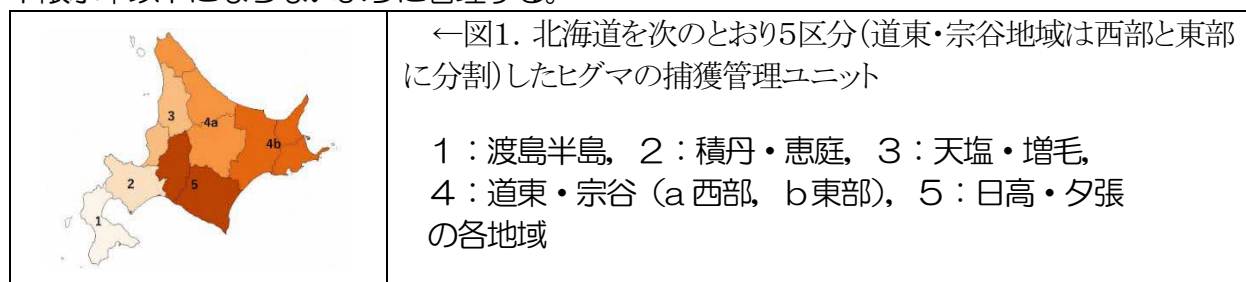 ←図1. 北海道を次のとおり5区分(道東・宗谷地域は西部と東部
に分割)したヒグマの捕獲管理ユニット
１：渡島半島, ２：積丹・恵庭, ３：天塩・増毛,
４：道東・宗谷（a 西部, ｂ東部), ５：日高・夕張
の各地域
3
4a
4b
2
5
1